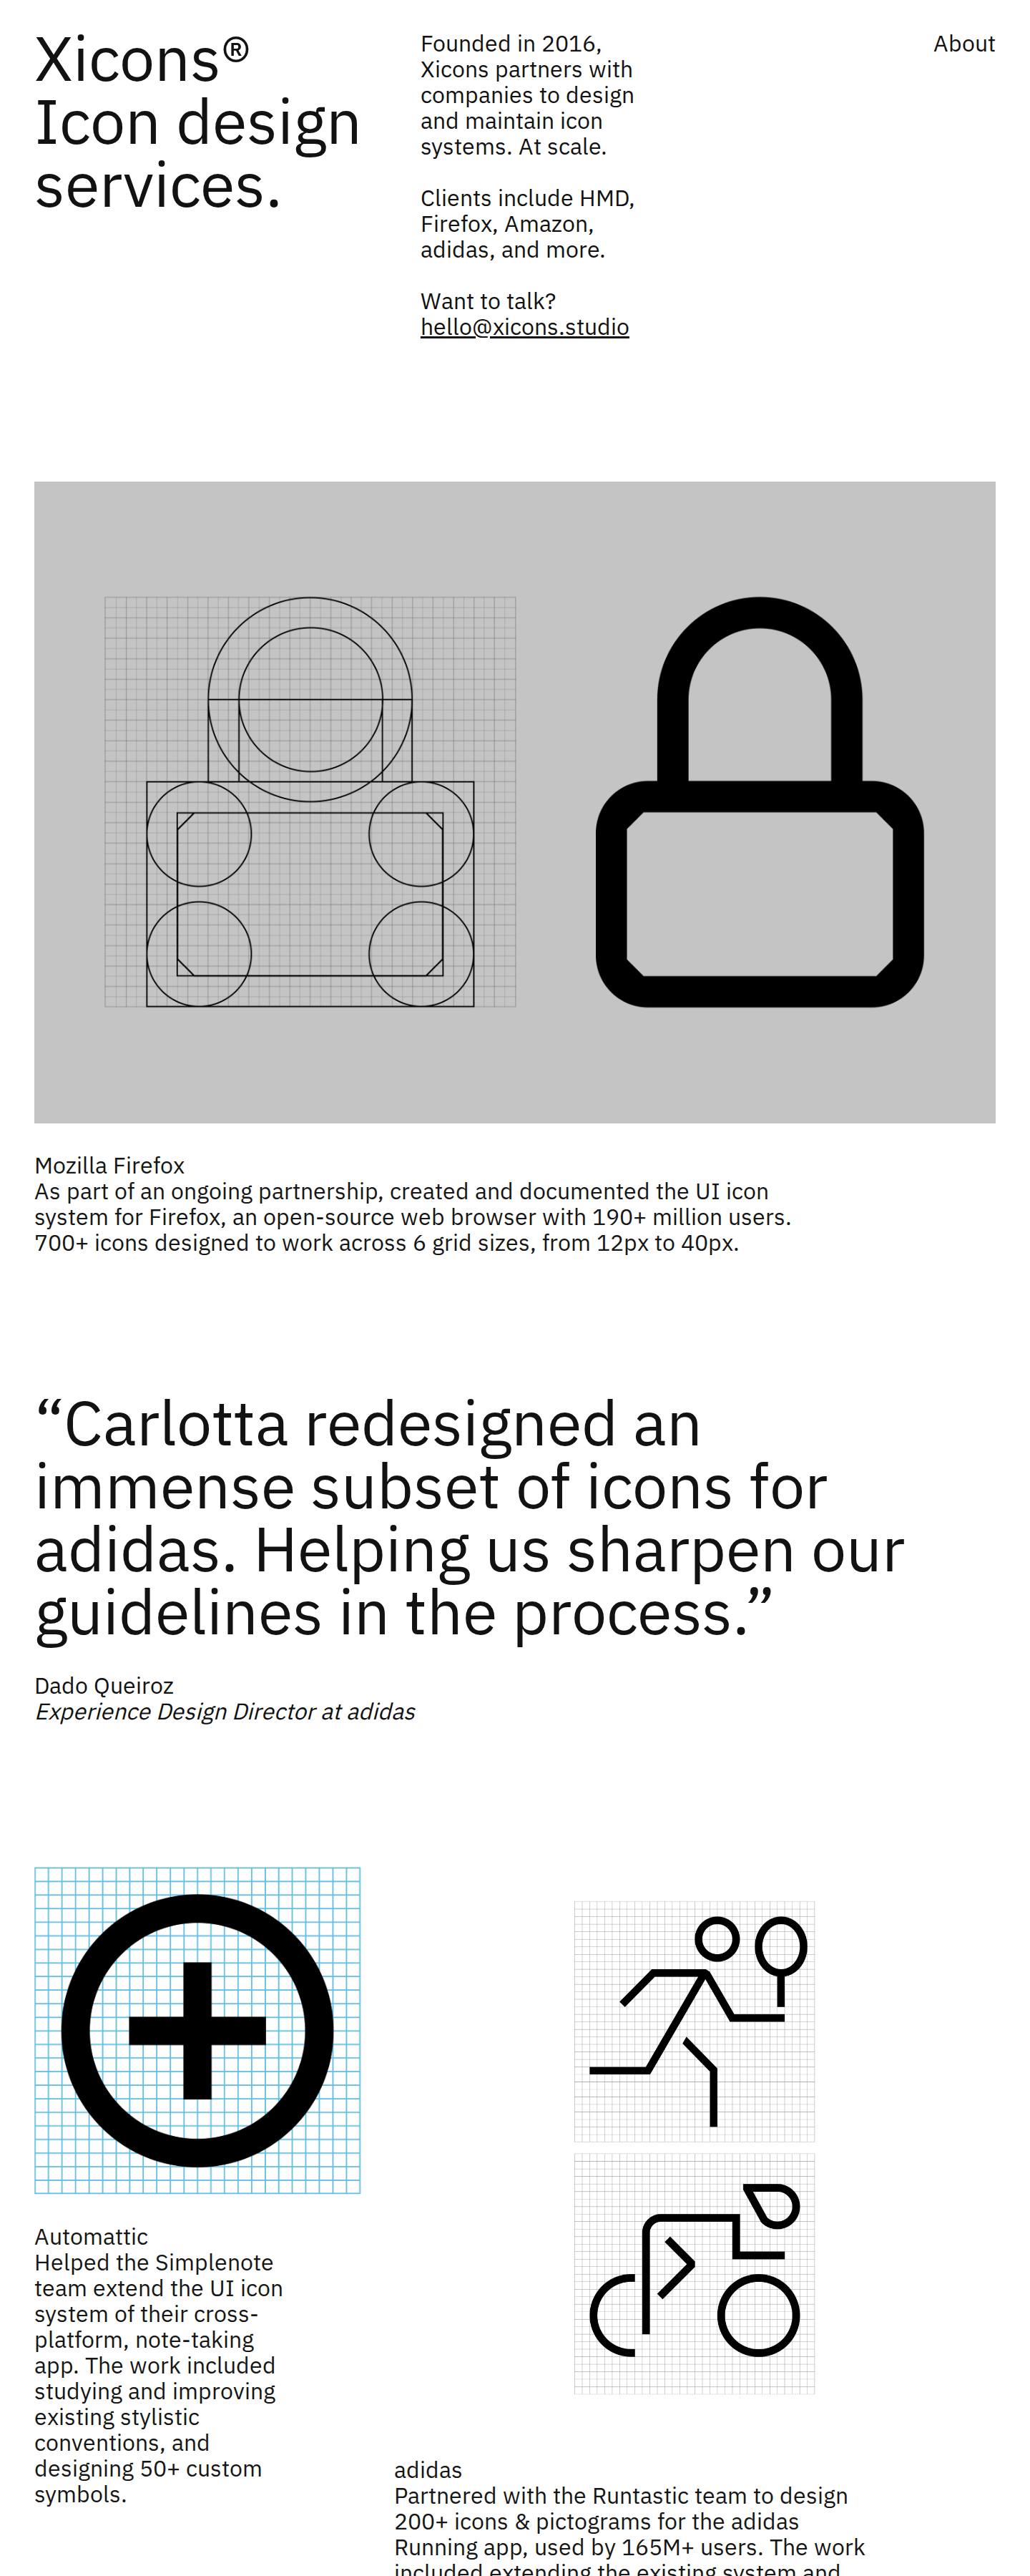 Xicons®
Icon design
services.
Founded in 2016,
Xicons partners with
companies to design
and maintain icon
systems. At scale.
Clients include HMD,
Firefox, Amazon,
adidas, and more.
Want to talk?
hello@xicons.studio
About
Mozilla Firefox
As part of an ongoing partnership, created and documented the UI icon
system for Firefox, an open-source web browser with 190+ million users.
700+ icons designed to work across 6 grid sizes, from 12px to 40px.
“Carlotta redesigned an
immense subset of icons for
adidas. Helping us sharpen our
guidelines in the process.”
Dado Queiroz
Experience Design Director at adidas
Automattic
Helped the Simplenote
team extend the UI icon
system of their cross-
platform, note-taking
app. The work included
studying and improving
existing stylistic
conventions, and
designing 50+ custom
symbols.
adidas
Partnered with the Runtastic team to design
200+ icons & pictograms for the adidas
Running app, used by 165M+ users. The work
included extending the existing system and